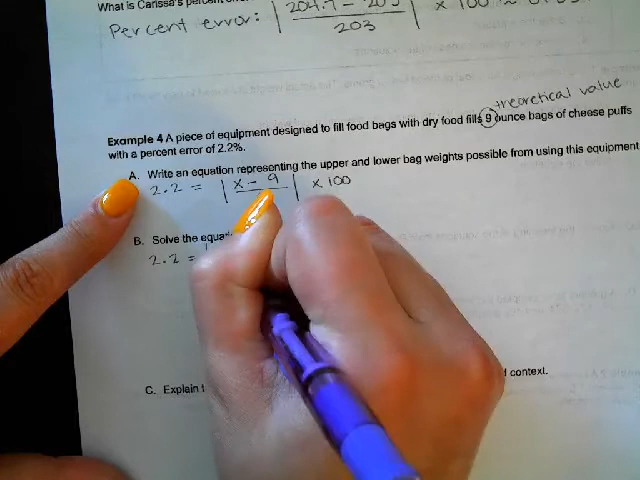 What is Carissa's percent
Percent error: | 204.7 - 203 / 203 | x 100
theoretical value
Example 4 A piece of equipment designed to fill food bags with dry food fills 9 ounce bags of cheese puffs
with a percent error of 2.2%.
A. Write an equation representing the upper and lower bag weights possible from using this equipment
2.2 = | x - 9 | x 100
B. Solve the equa
2.2 =
C. Explain
context.